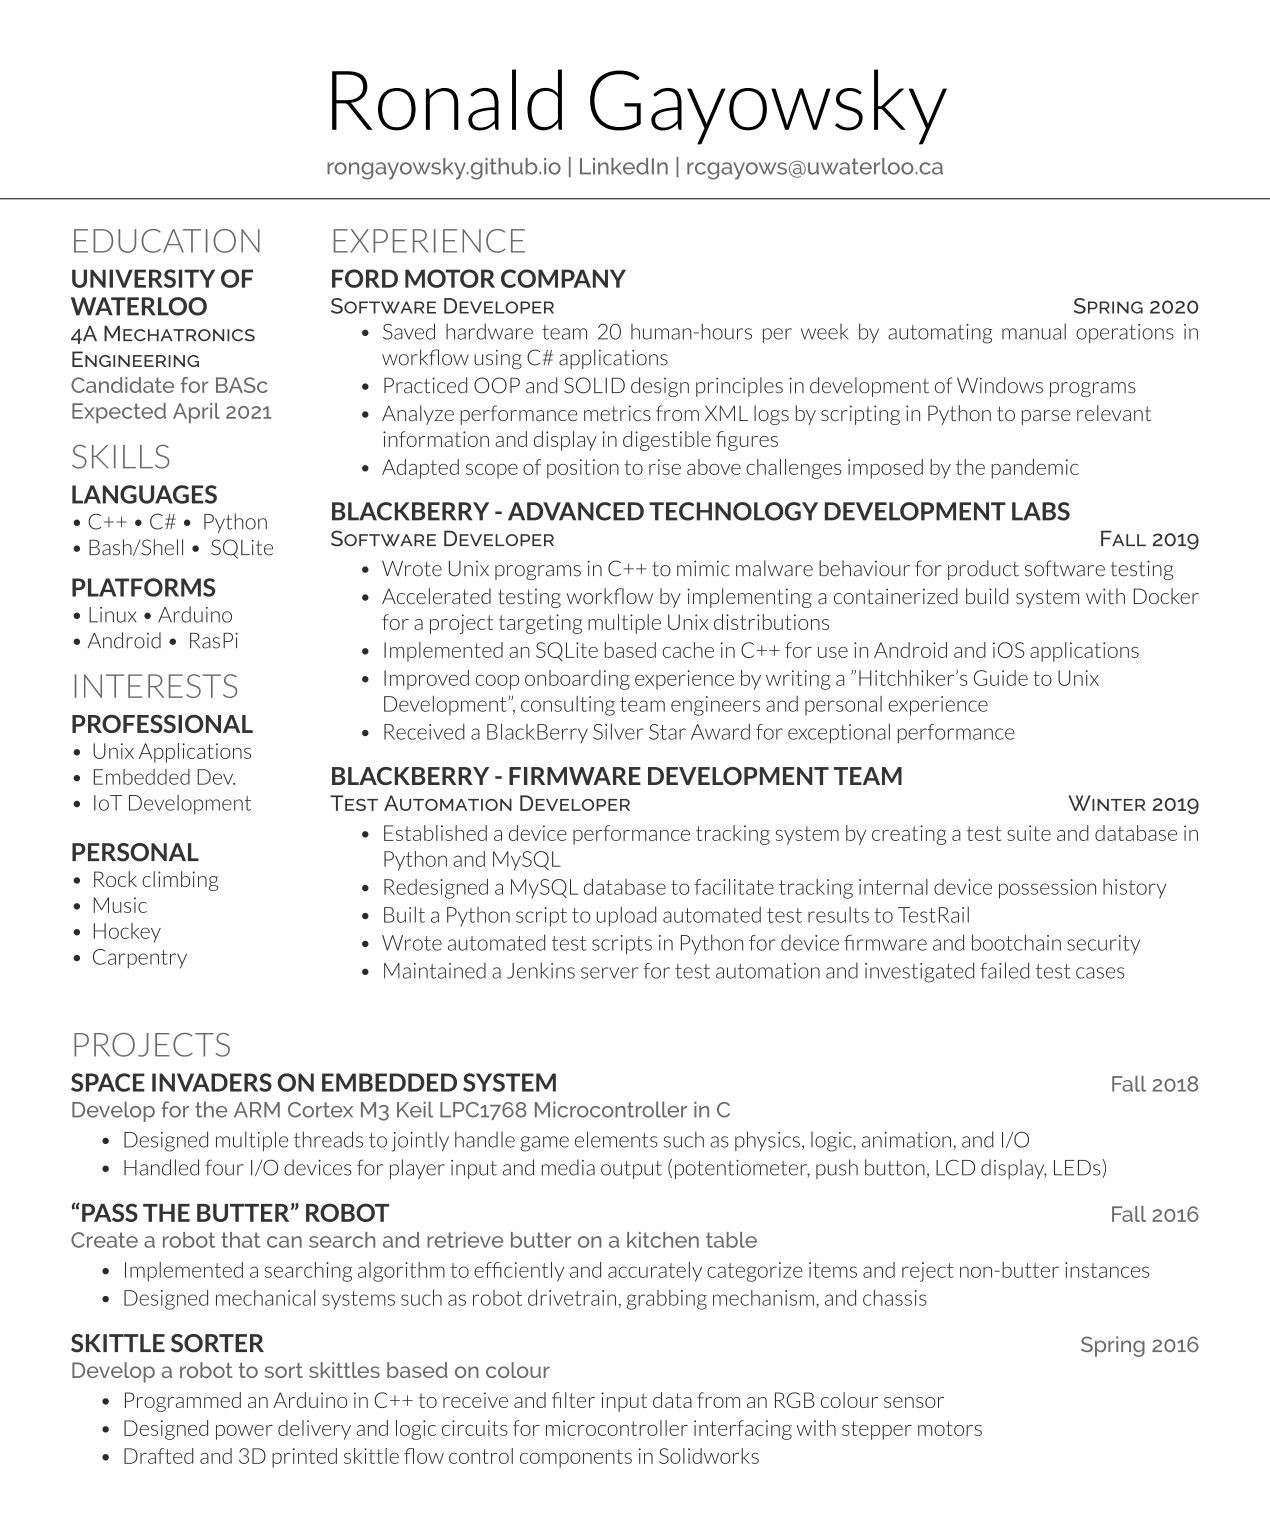 Ronald Gayowsky
rongayowsky.github.io | LinkedIn | rcgayows@uwaterloo.ca
EDUCATION
UNIVERSITY OF
WATERLOO
4A Mechatronics
Engineering
Candidate for BASc
Expected April 2021
SKILLS
LANGUAGES
• C++ • C# • Python
• Bash/Shell • SQLite
PLATFORMS
• Linux • Arduino
• Android • RasPi
INTERESTS
PROFESSIONAL
• Unix Applications
• Embedded Dev.
• IoT Development
PERSONAL
• Rock climbing
• Music
• Hockey
• Carpentry
EXPERIENCE
FORD MOTOR COMPANY
Software Developer Spring 2020
• Saved hardware team 20 human-hours per week by automating manual operations in
workflow using C# applications
• Practiced OOP and SOLID design principles in development of Windows programs
• Analyze performance metrics from XML logs by scripting in Python to parse relevant
information and display in digestible figures
• Adapted scope of position to rise above challenges imposed by the pandemic
BLACKBERRY - ADVANCED TECHNOLOGY DEVELOPMENT LABS
Software Developer Fall 2019
• Wrote Unix programs in C++ to mimic malware behaviour for product software testing
• Accelerated testing workflow by implementing a containerized build system with Docker
for a project targeting multiple Unix distributions
• Implemented an SQLite based cache in C++ for use in Android and iOS applications
• Improved coop onboarding experience by writing a ”Hitchhiker’s Guide to Unix
Development”, consulting team engineers and personal experience
• Received a BlackBerry Silver Star Award for exceptional performance
BLACKBERRY - FIRMWARE DEVELOPMENT TEAM
Test Automation Developer Winter 2019
• Established a device performance tracking system by creating a test suite and database in
Python and MySQL
• Redesigned a MySQL database to facilitate tracking internal device possession history
• Built a Python script to upload automated test results to TestRail
• Wrote automated test scripts in Python for device firmware and bootchain security
• Maintained a Jenkins server for test automation and investigated failed test cases
PROJECTS
SPACE INVADERS ON EMBEDDED SYSTEM Fall 2018
Develop for the ARM Cortex M3 Keil LPC1768 Microcontroller in C
• Designed multiple threads to jointly handle game elements such as physics, logic, animation, and I/O
• Handled four I/O devices for player input and media output (potentiometer, push button, LCD display, LEDs)
“PASS THE BUTTER” ROBOT Fall 2016
Create a robot that can search and retrieve butter on a kitchen table
• Implemented a searching algorithm to efficiently and accurately categorize items and reject non-butter instances
• Designed mechanical systems such as robot drivetrain, grabbing mechanism, and chassis
SKITTLE SORTER Spring 2016
Develop a robot to sort skittles based on colour
• Programmed an Arduino in C++ to receive and filter input data from an RGB colour sensor
• Designed power delivery and logic circuits for microcontroller interfacing with stepper motors
• Drafted and 3D printed skittle flow control components in Solidworks